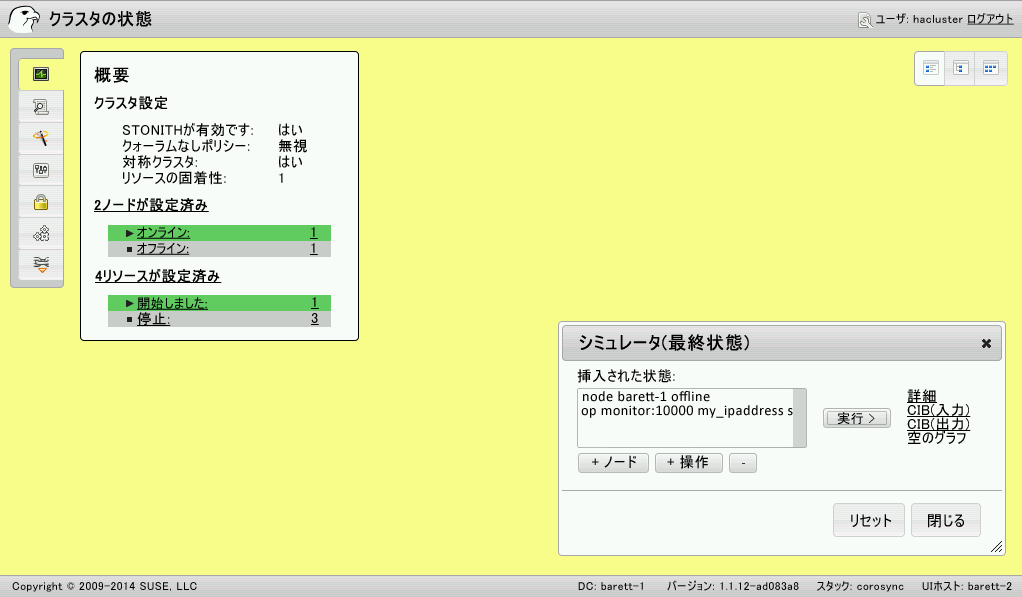 クラスタの状態
ユーザ: hacluster ログアウト
概要
クラスタ設定
STONITHが有効です: はい
クォーラムなしポリシー: 無視
対称クラスタ: はい
リソースの固着性: 1
2ノードが設定済み
オンライン: 1
オフライン: 1
4リソースが設定済み
開始しました: 1
停止: 3
シミュレータ(最終状態)
挿入された状態:
node barett-1 offline
op monitor:10000 my_ipaddress s
+ ノード
+ 操作
-
実行 >
詳細
CIB(入力)
CIB(出力)
空のグラフ
リセット
閉じる
Copyright © 2009-2014 SUSE, LLC
DC: barett-1 バージョン: 1.1.12-ad083a8 スタック: corosync UIホスト: barett-2